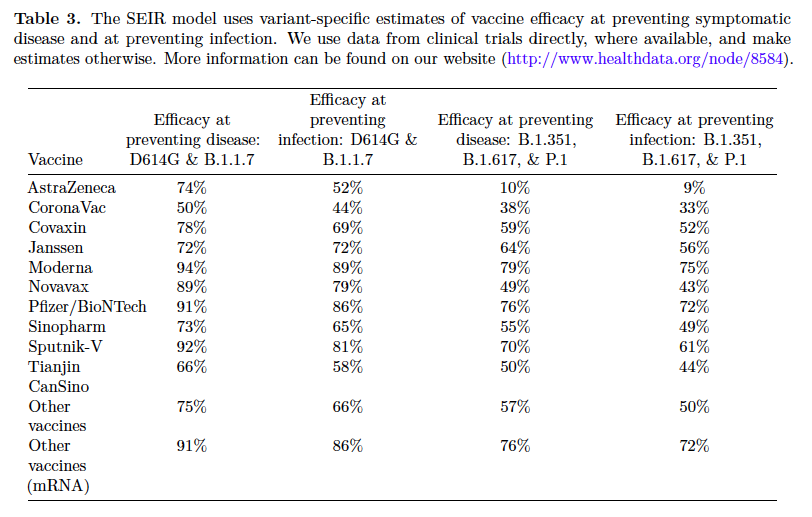 Table 3. The SEIR model uses variant-specific estimates of vaccine efficacy at preventing symptomatic
disease and at preventing infection. We use data from clinical trials directly, where available, and make
estimates otherwise. More information can be found on our website (http://www.healthdata.org/node/8584).
Vaccine Efficacy at preventing disease: D614G & B.1.1.7 Efficacy at preventing infection: D614G & B.1.1.7 Efficacy at preventing disease: B.1.351, B.1.617, & P.1 Efficacy at preventing infection: B.1.351, B.1.617, & P.1
AstraZeneca 74% 52% 10% 9%
CoronaVac 50% 44% 38% 33%
Covaxin 78% 69% 59% 52%
Janssen 72% 72% 64% 56%
Moderna 94% 89% 79% 75%
Novavax 89% 79% 49% 43%
Pfizer/BioNTech 91% 86% 76% 72%
Sinopharm 73% 65% 55% 49%
Sputnik-V 92% 81% 70% 61%
Tianjin 66% 58% 50% 44%
CanSino
Other 75% 66% 57% 50%
vaccines
Other 91% 86% 76% 72%
vaccines
(mRNA)